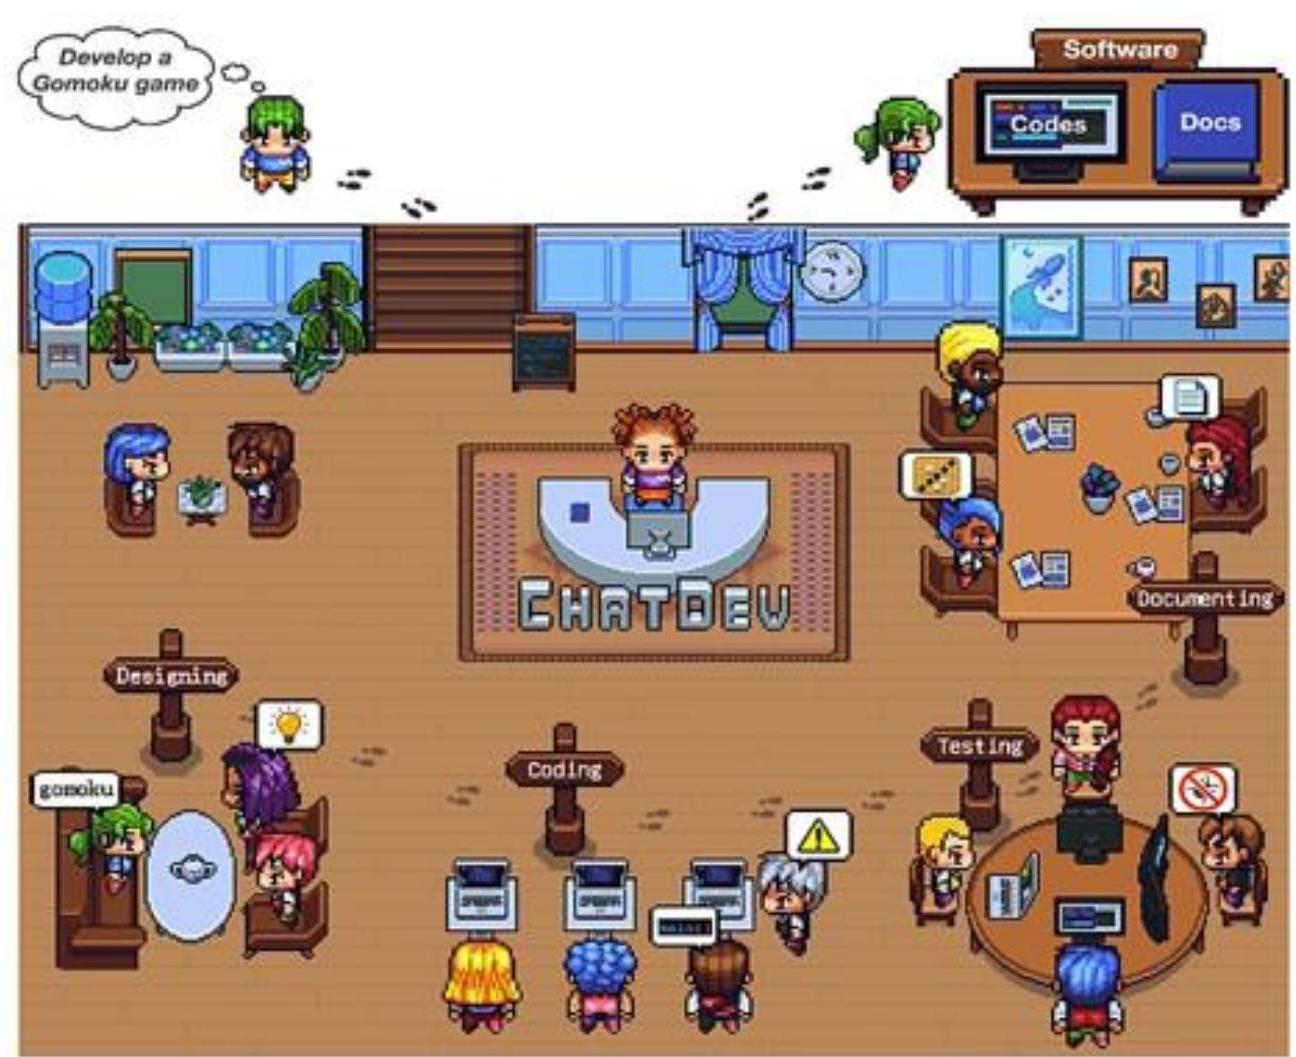 Develop a
Gomoku game
Software
Codes
Docs
CHATDEV
Documenting
Designing
gomoku
Coding
Testing